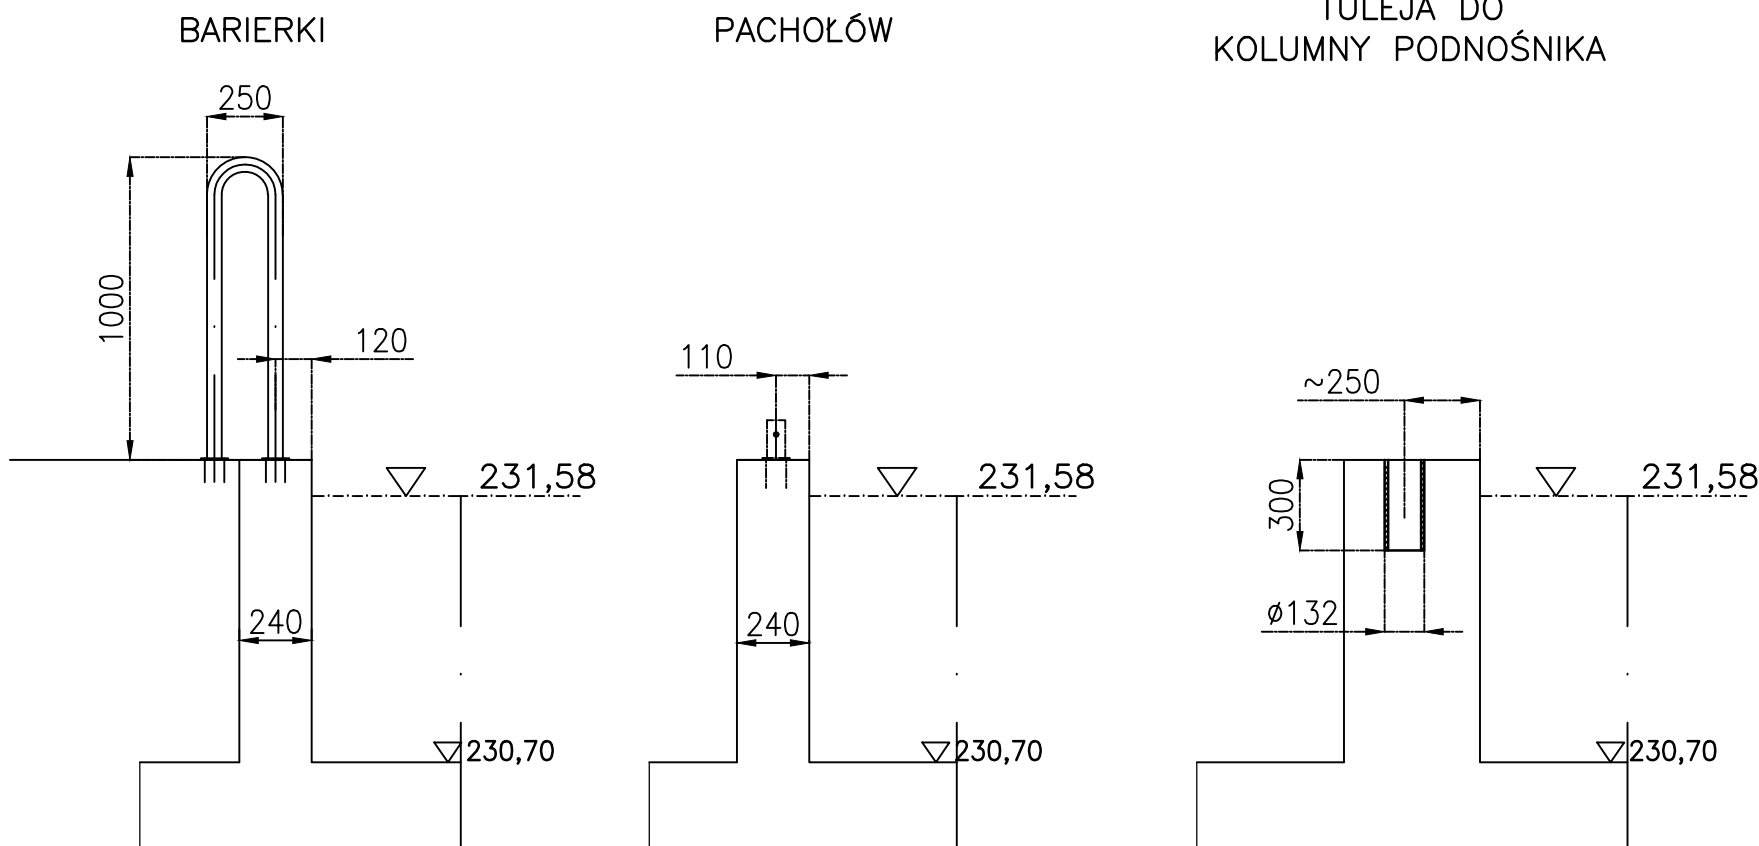 BARIERKI
PACHOŁÓW
TULEJA DO
KOLUMNY PODNOŚNIKA
250
1000
120
231,58
240
230,70
110
231,58
240
230,70
~250
300
231,58
ø132
230,70